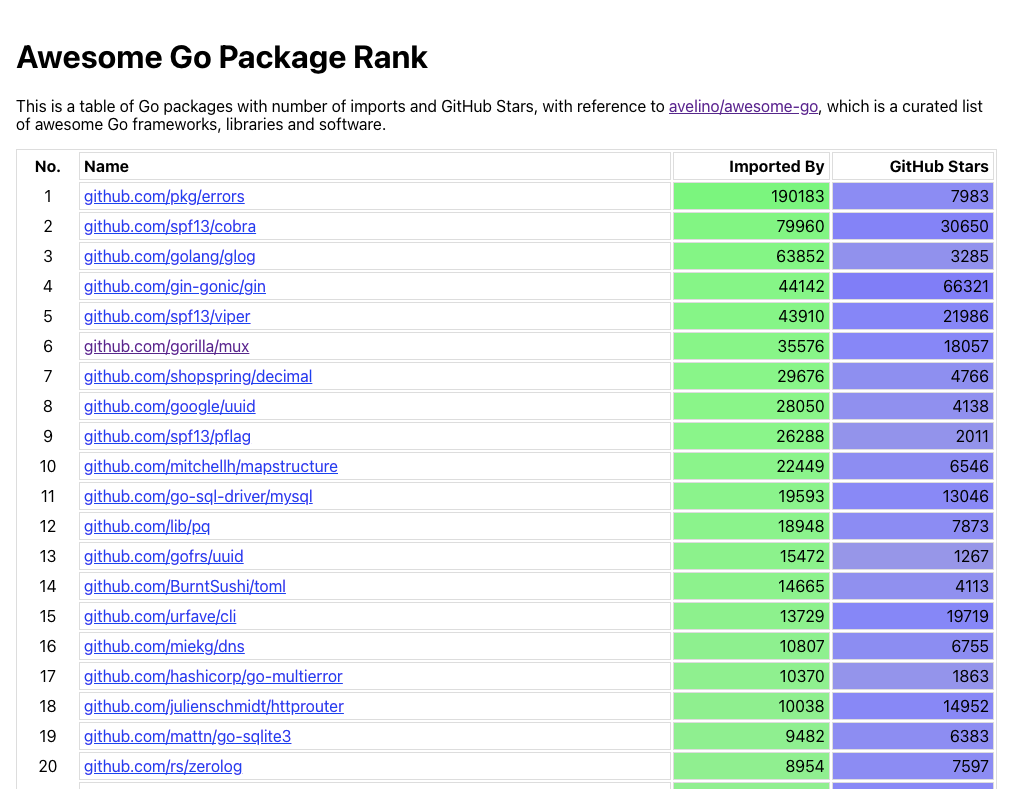 Awesome Go Package Rank
This is a table of Go packages with number of imports and GitHub Stars, with reference to avelino/awesome-go, which is a curated list
of awesome Go frameworks, libraries and software.
No. Name Imported By GitHub Stars
1 github.com/pkg/errors 190183 7983
2 github.com/spf13/cobra 79960 30650
3 github.com/golang/glog 63852 3285
4 github.com/gin-gonic/gin 44142 66321
5 github.com/spf13/viper 43910 21986
6 github.com/gorilla/mux 35576 18057
7 github.com/shopspring/decimal 29676 4766
8 github.com/google/uuid 28050 4138
9 github.com/spf13/pflag 26288 2011
10 github.com/mitchellh/mapstructure 22449 6546
11 github.com/go-sql-driver/mysql 19593 13046
12 github.com/lib/pq 18948 7873
13 github.com/gofrs/uuid 15472 1267
14 github.com/BurntSushi/toml 14665 4113
15 github.com/urfave/cli 13729 19719
16 github.com/miekg/dns 10807 6755
17 github.com/hashicorp/go-multierror 10370 1863
18 github.com/julienschmidt/httprouter 10038 14952
19 github.com/mattn/go-sqlite3 9482 6383
20 github.com/rs/zerolog 8954 7597